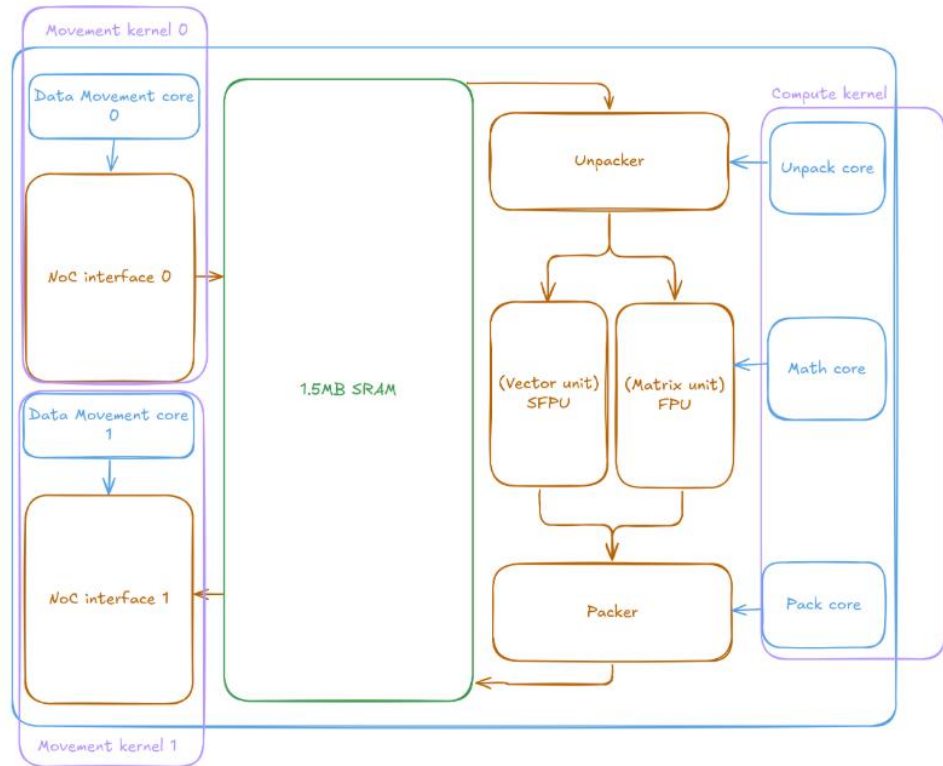 Movement kernel 0
Data Movement core
0
NoC interface 0
Data Movement core
1
NoC interface 1
Movement kernel 1
1.5MB SRAM
Unpacker
(Vector unit)
SFPU
(Matrix unit)
FPU
Packer
Compute kernel
Unpack core
Math core
Pack core